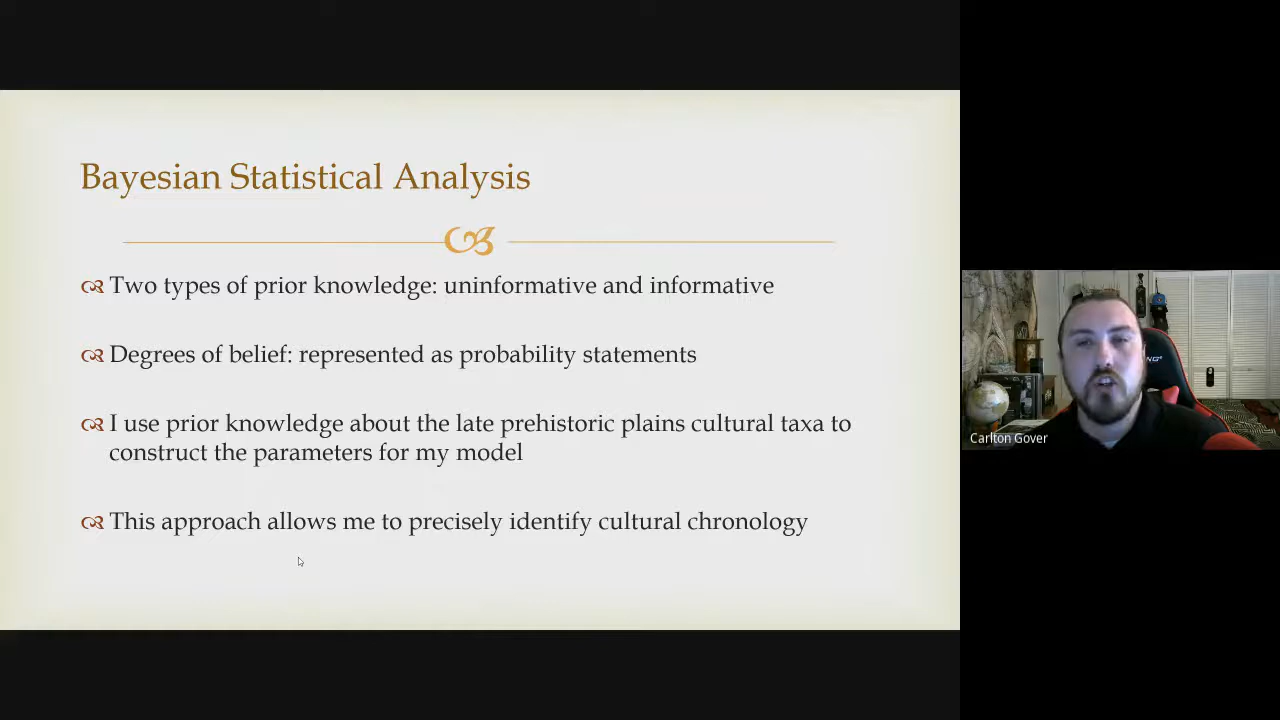 Bayesian Statistical Analysis
Two types of prior knowledge: uninformative and informative
Degrees of belief: represented as probability statements
I use prior knowledge about the late prehistoric plains cultural taxa to
construct the parameters for my model
This approach allows me to precisely identify cultural chronology
Carlton Gover